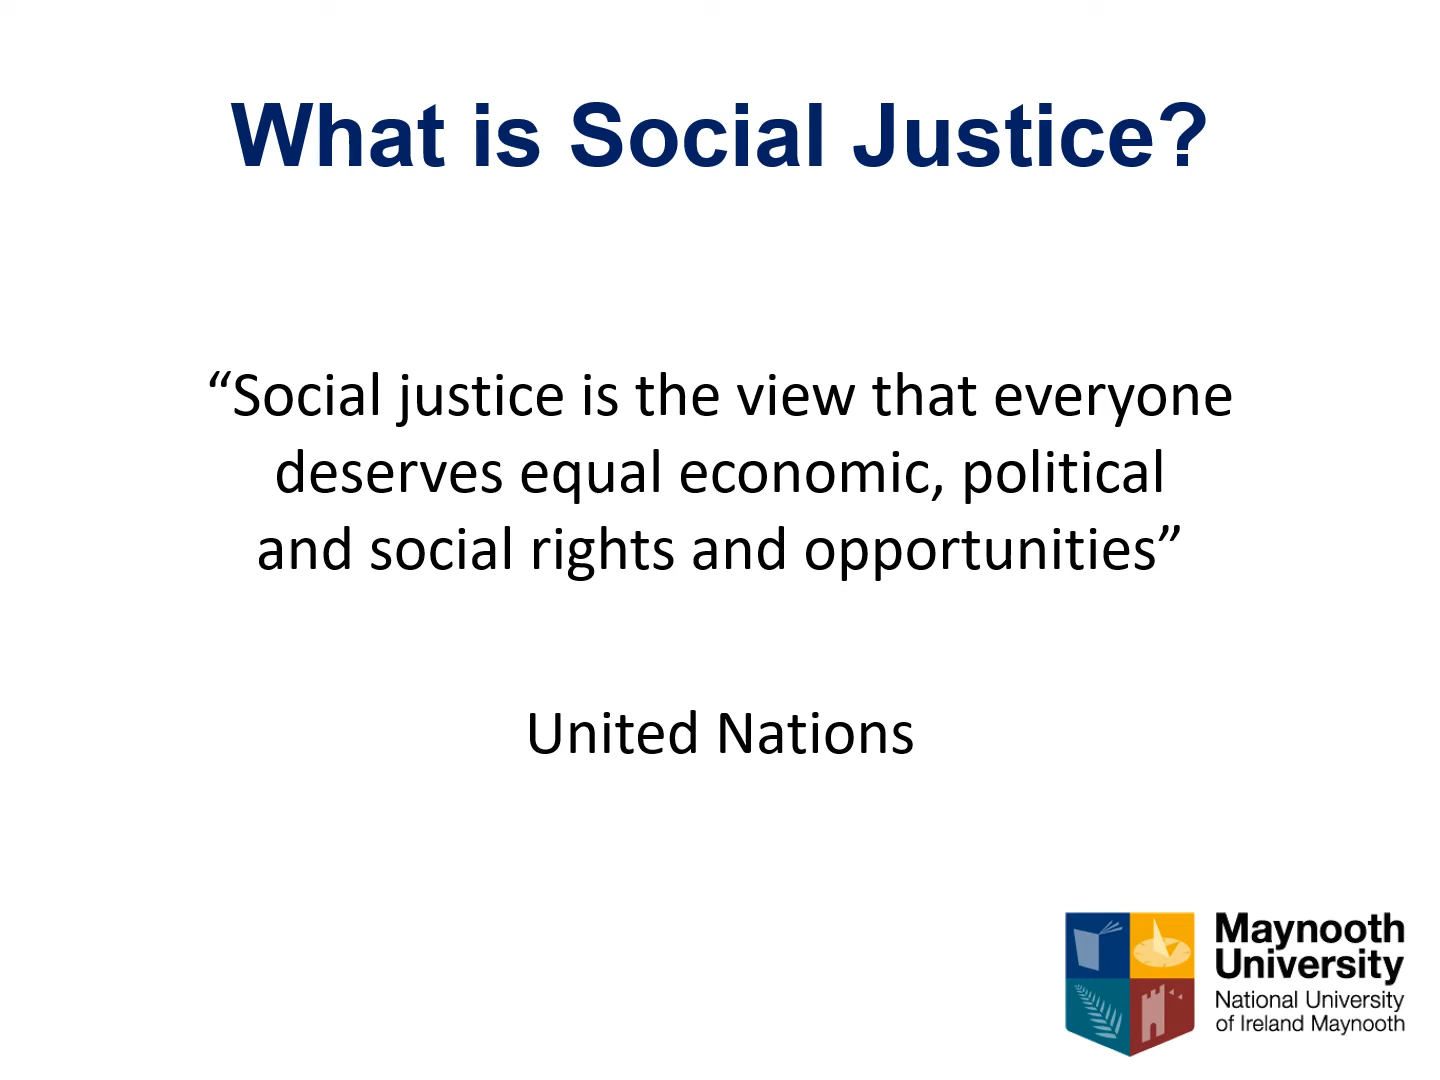 What is Social Justice?
“Social justice is the view that everyone
deserves equal economic, political
and social rights and opportunities”
United Nations
Maynooth
University
National University
of Ireland Maynooth